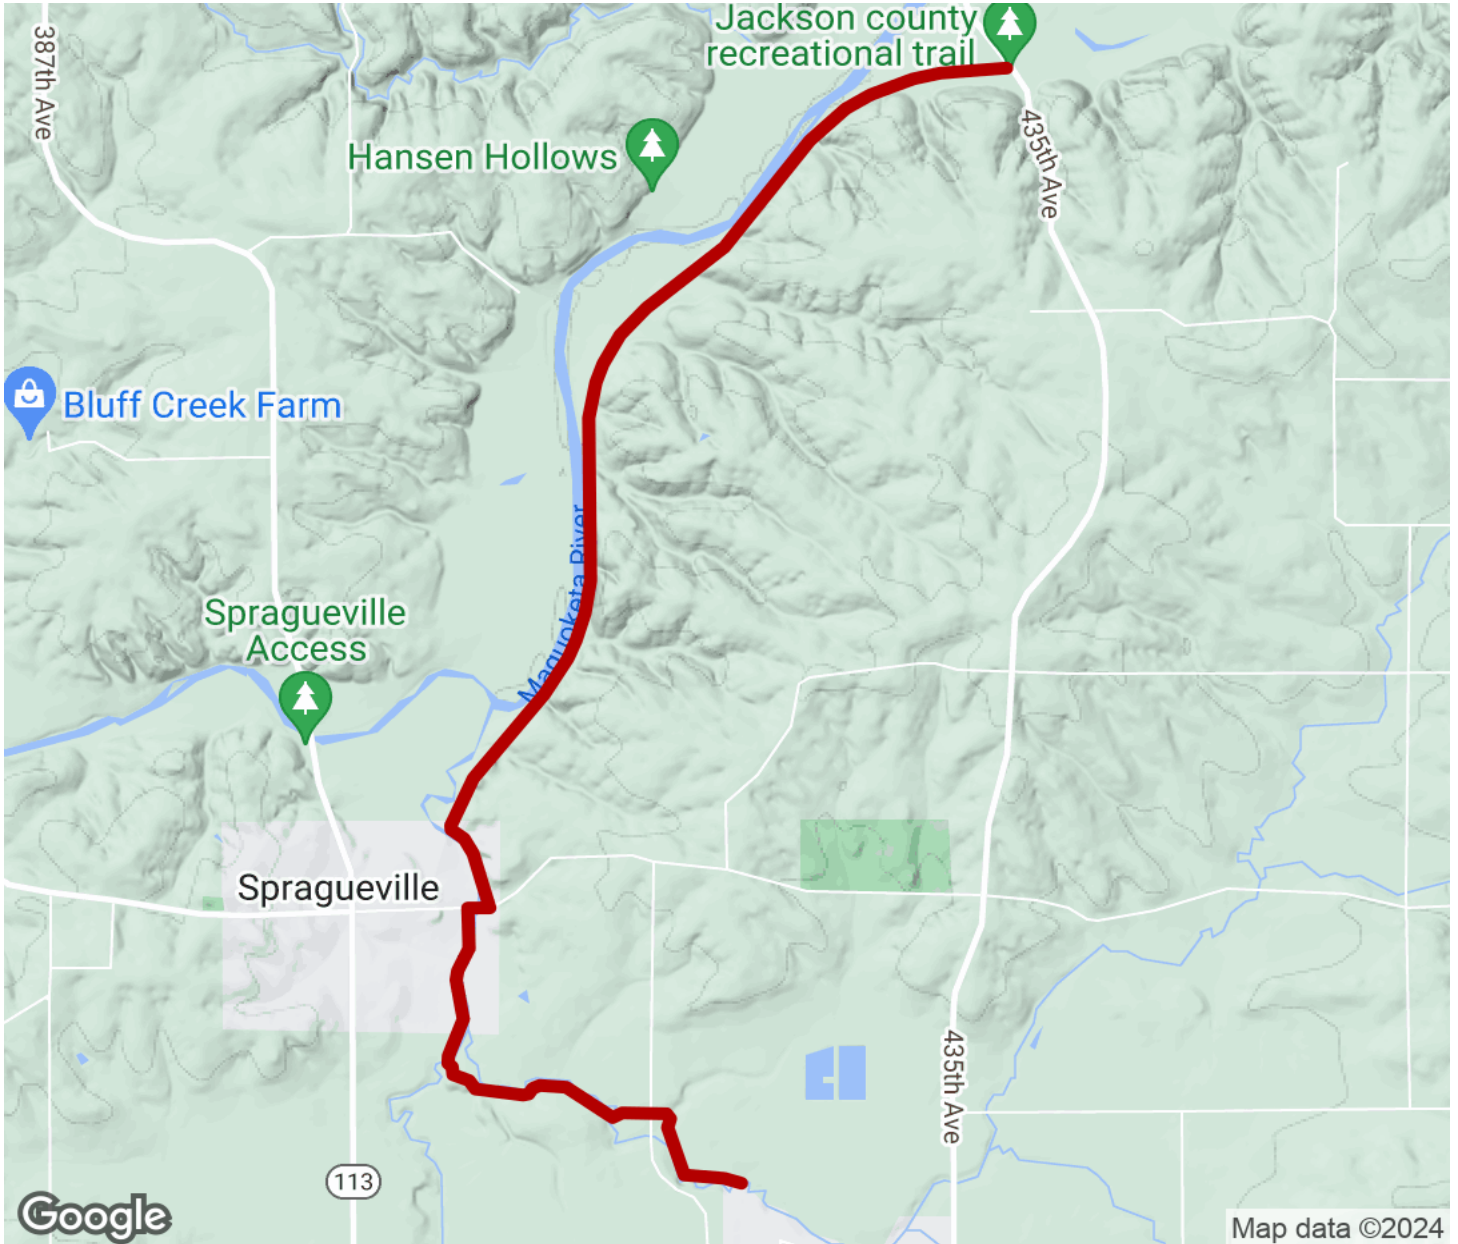 Jackson county
recreational trail
387th Ave
435th Ave
Hansen Hollows
Bluff Creek Farm
Maquoketa River
Spragueville
Access
Spragueville
435th Ave
113
Google
Map data ©2024